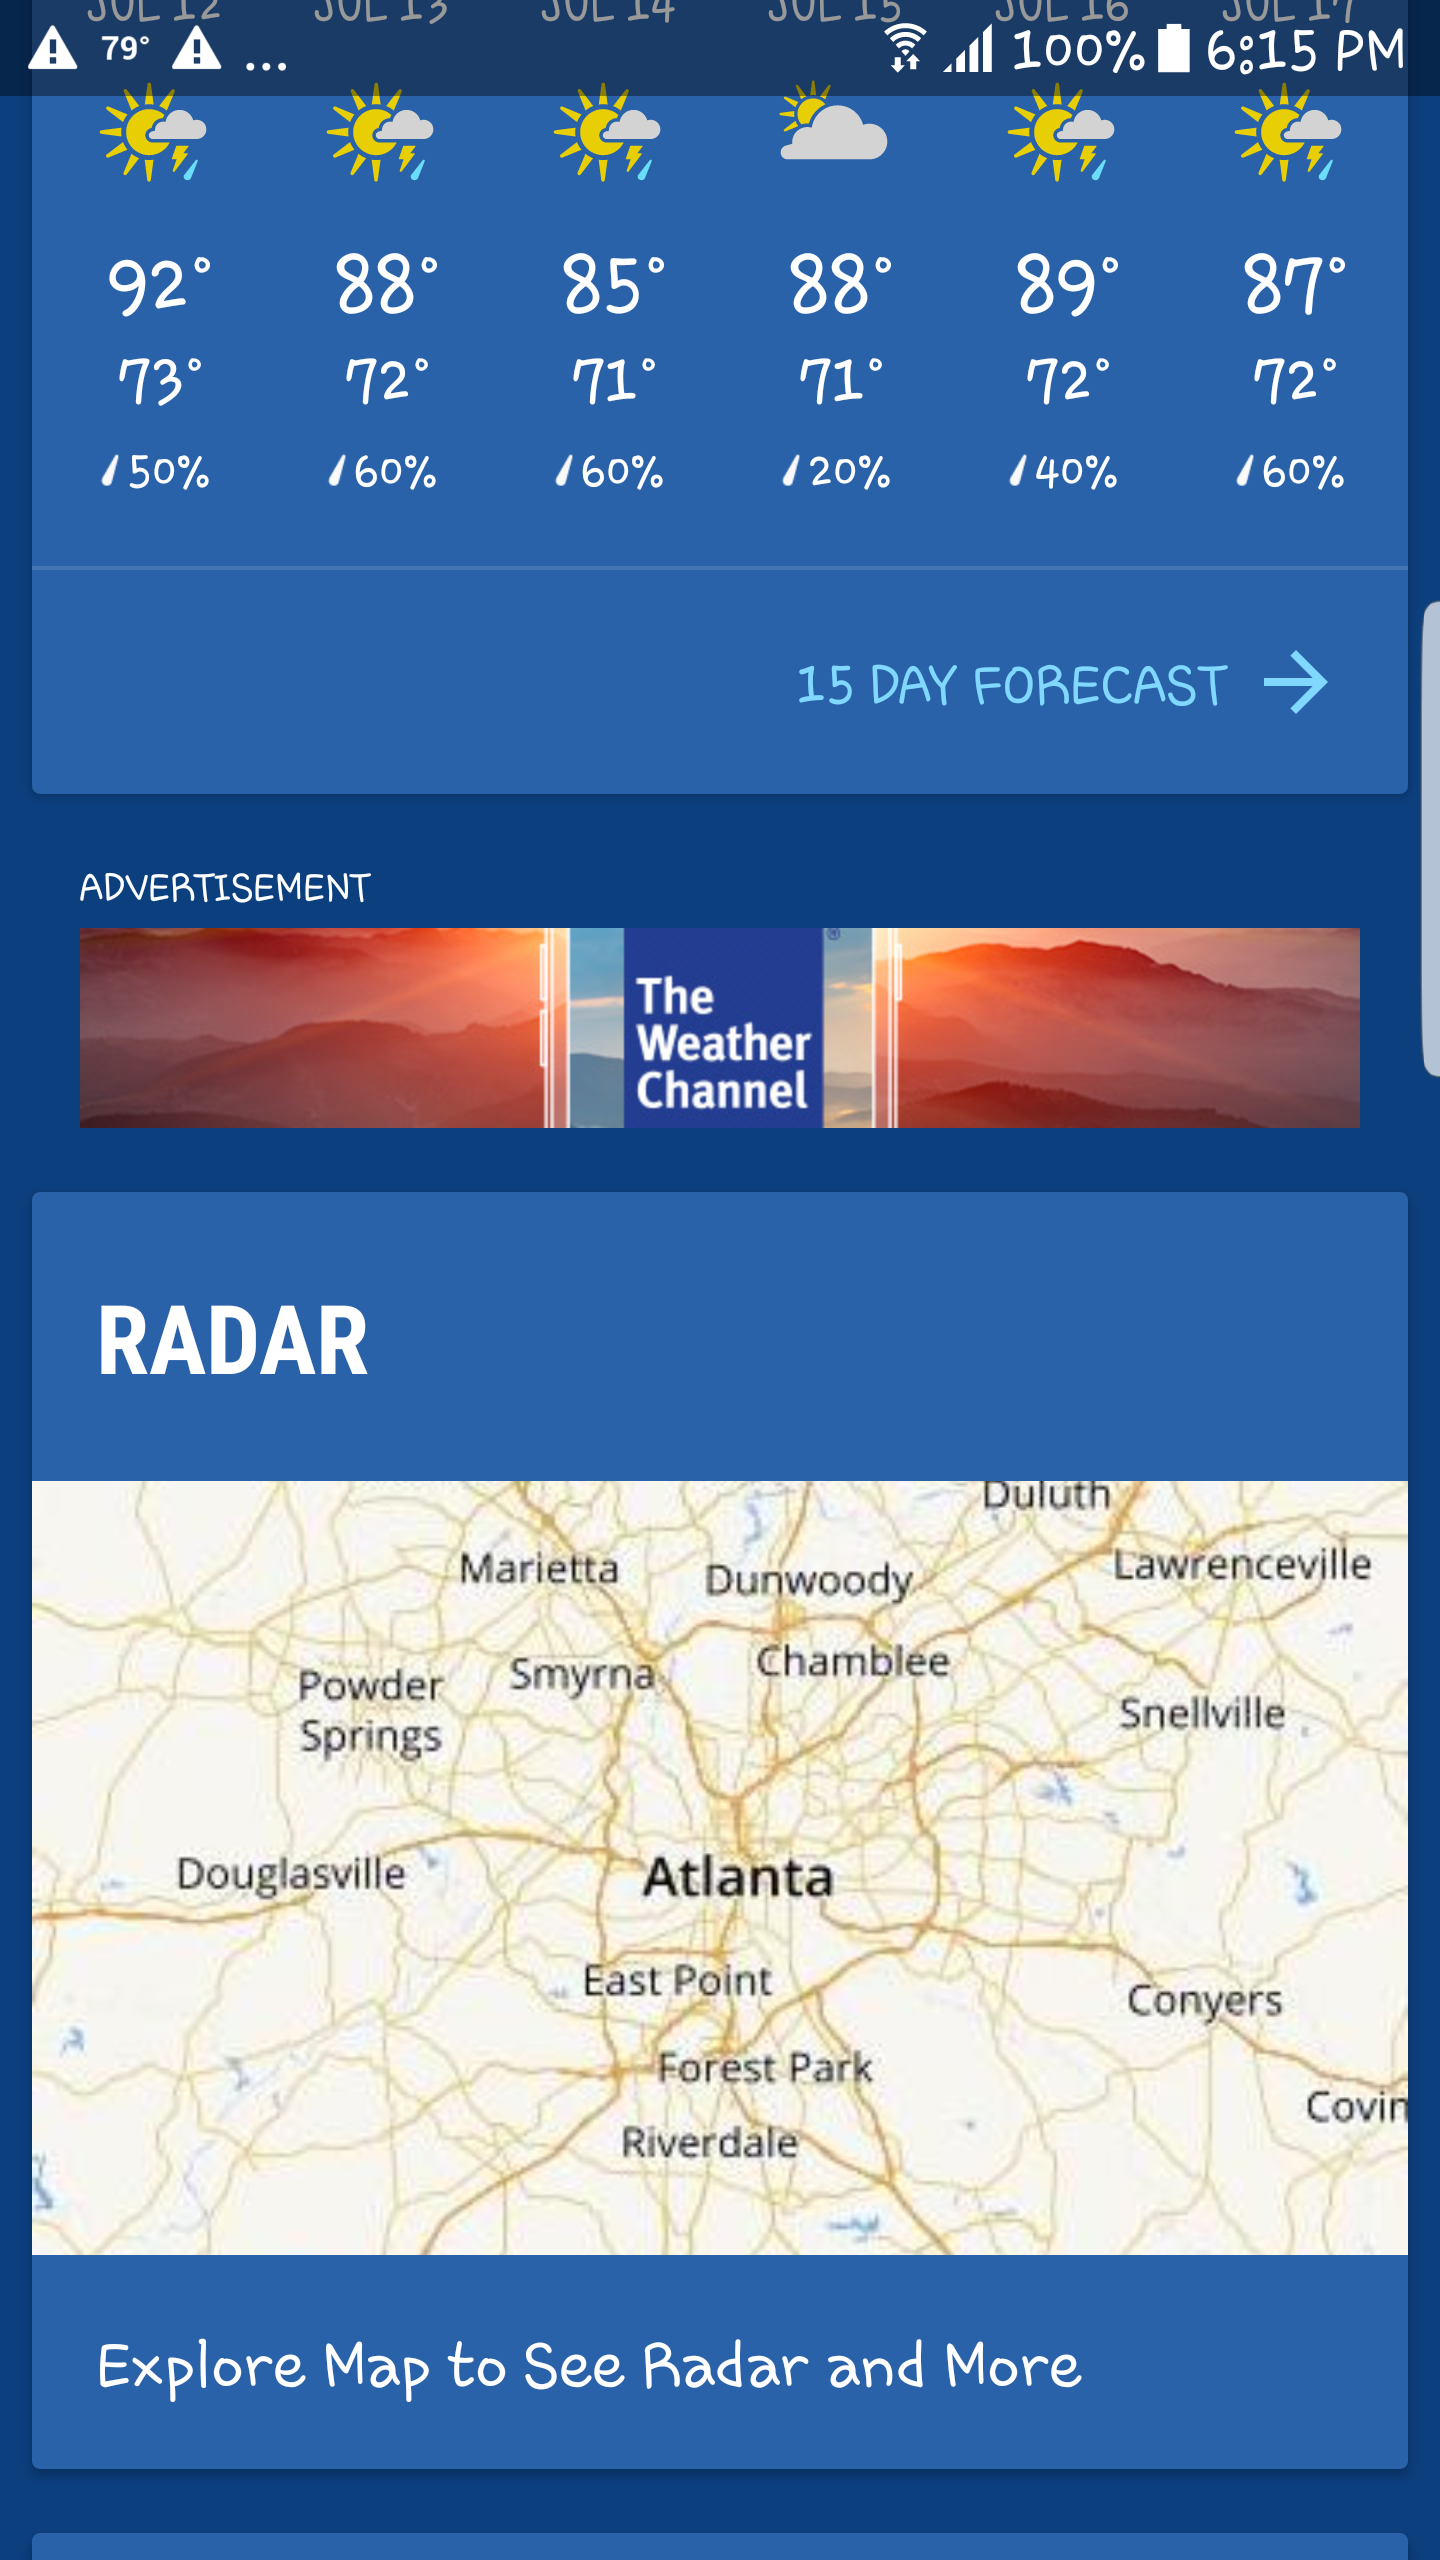 JUL 12 JUL 13 JUL 14 JUL 15 JUL 16 JUL 17
79° ... 100% 6:15 PM
92° 88° 85° 88° 89° 87°
73° 72° 71° 71° 72° 72°
50% 60% 60% 20% 40% 60%
15 DAY FORECAST
ADVERTISEMENT
®
The
Weather
Channel
RADAR
Duluth
Marietta Dunwoody Lawrenceville
Smyrna Chamblee
Powder
Springs
Snellville
Douglasville Atlanta
East Point
Conyers
Forest Park
Covin
Riverdale
Explore Map to See Radar and More